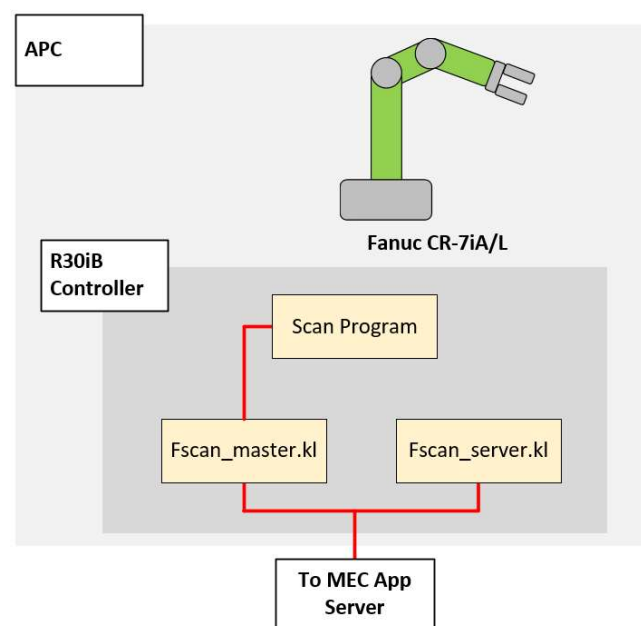 APC
Fanuc CR-7iA/L
R30iB
Controller
Scan Program
Fscan_master.kl
Fscan_server.kl
To MEC App
Server